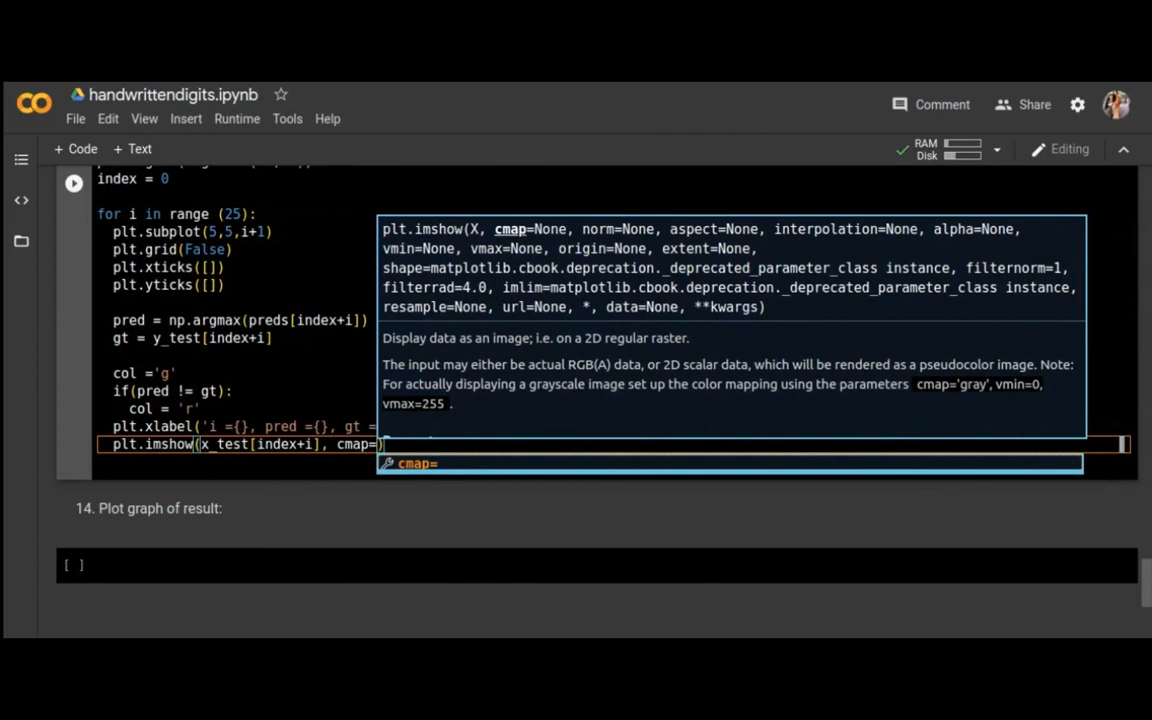 handwrittendigits.ipynb
File Edit View Insert Runtime Tools Help
Comment Share
+ Code + Text
RAM
Disk
Editing
index = 0
for i in range (25):
plt.subplot(5,5,i+1)
plt.grid(False)
plt.xticks([])
plt.yticks([])
pred = np.argmax(preds[index+i])
gt = y_test[index+i]
col ='g'
if(pred != gt):
col = 'r'
plt.xlabel('i ={}, pred ={}, gt =
plt.imshow(x_test[index+i], cmap=)
plt.imshow(X, cmap=None, norm=None, aspect=None, interpolation=None, alpha=None,
vmin=None, vmax=None, origin=None, extent=None,
shape=matplotlib.cbook.deprecation._deprecated_parameter_class instance, filternorm=1,
filterrad=4.0, imlim=matplotlib.cbook.deprecation._deprecated_parameter_class instance,
resample=None, url=None, *, data=None, **kwargs)
Display data as an image; i.e. on a 2D regular raster.
The input may either be actual RGB(A) data, or 2D scalar data, which will be rendered as a pseudocolor image. Note:
For actually displaying a grayscale image set up the color mapping using the parameters cmap='gray', vmin=0,
vmax=255 .
cmap=
14. Plot graph of result:
[ ]